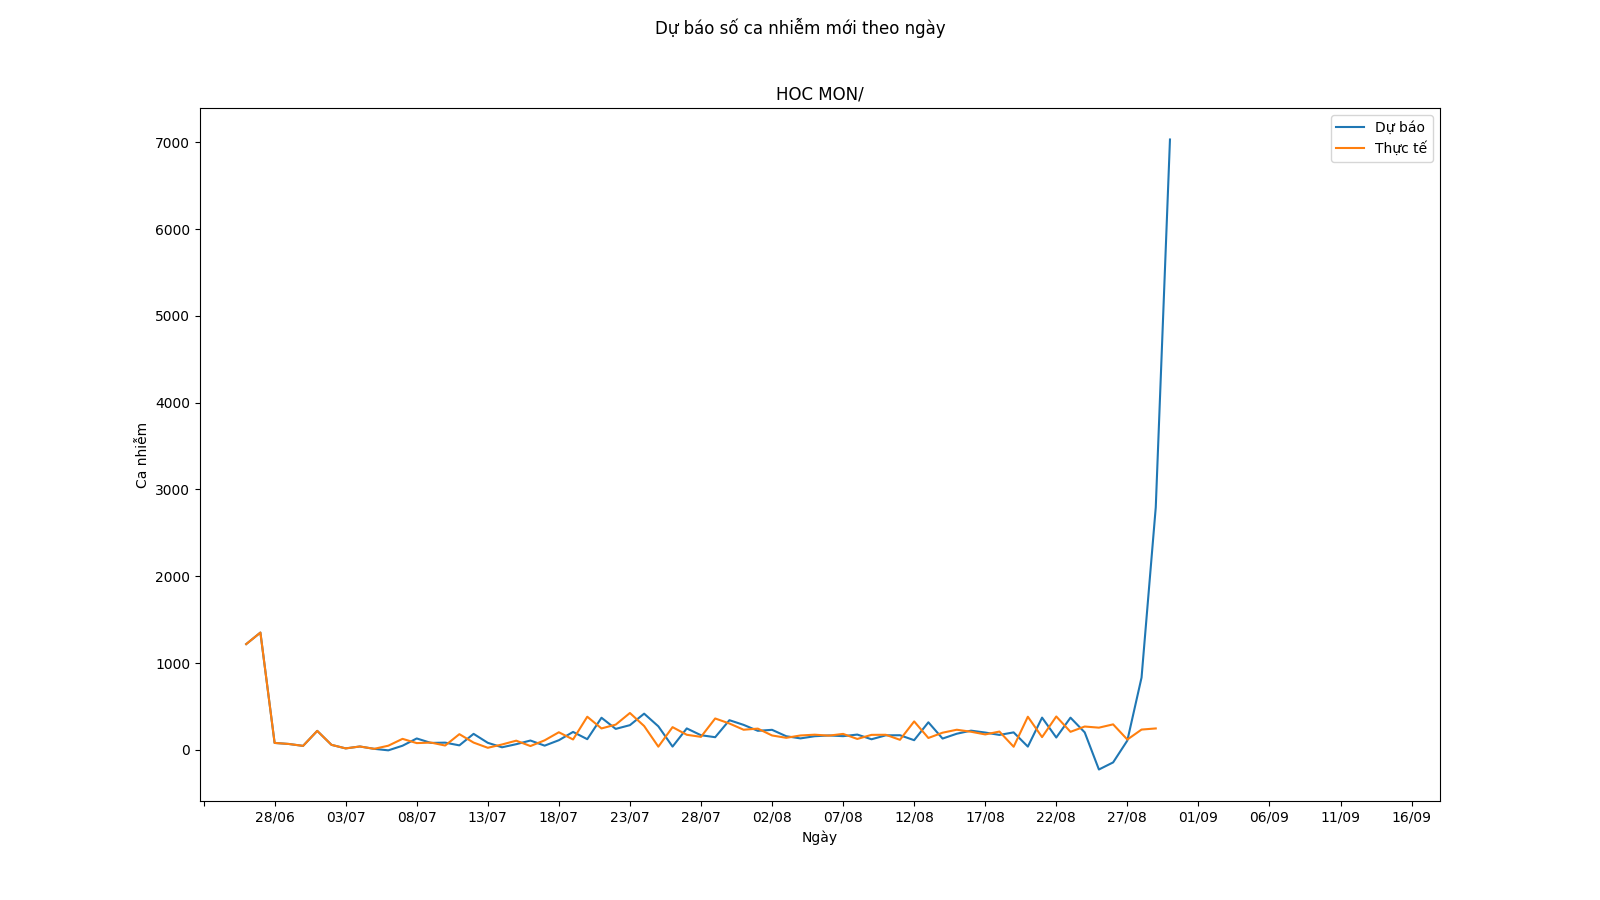 Dự báo số ca nhiễm mới theo ngày
HOC MON/
Dự báo
Thực tế
7000
6000
5000
4000
3000
2000
1000
0
Ca nhiễm
28/06 03/07 08/07 13/07 18/07 23/07 28/07 02/08 07/08 12/08 17/08 22/08 27/08 01/09 06/09 11/09 16/09
Ngày